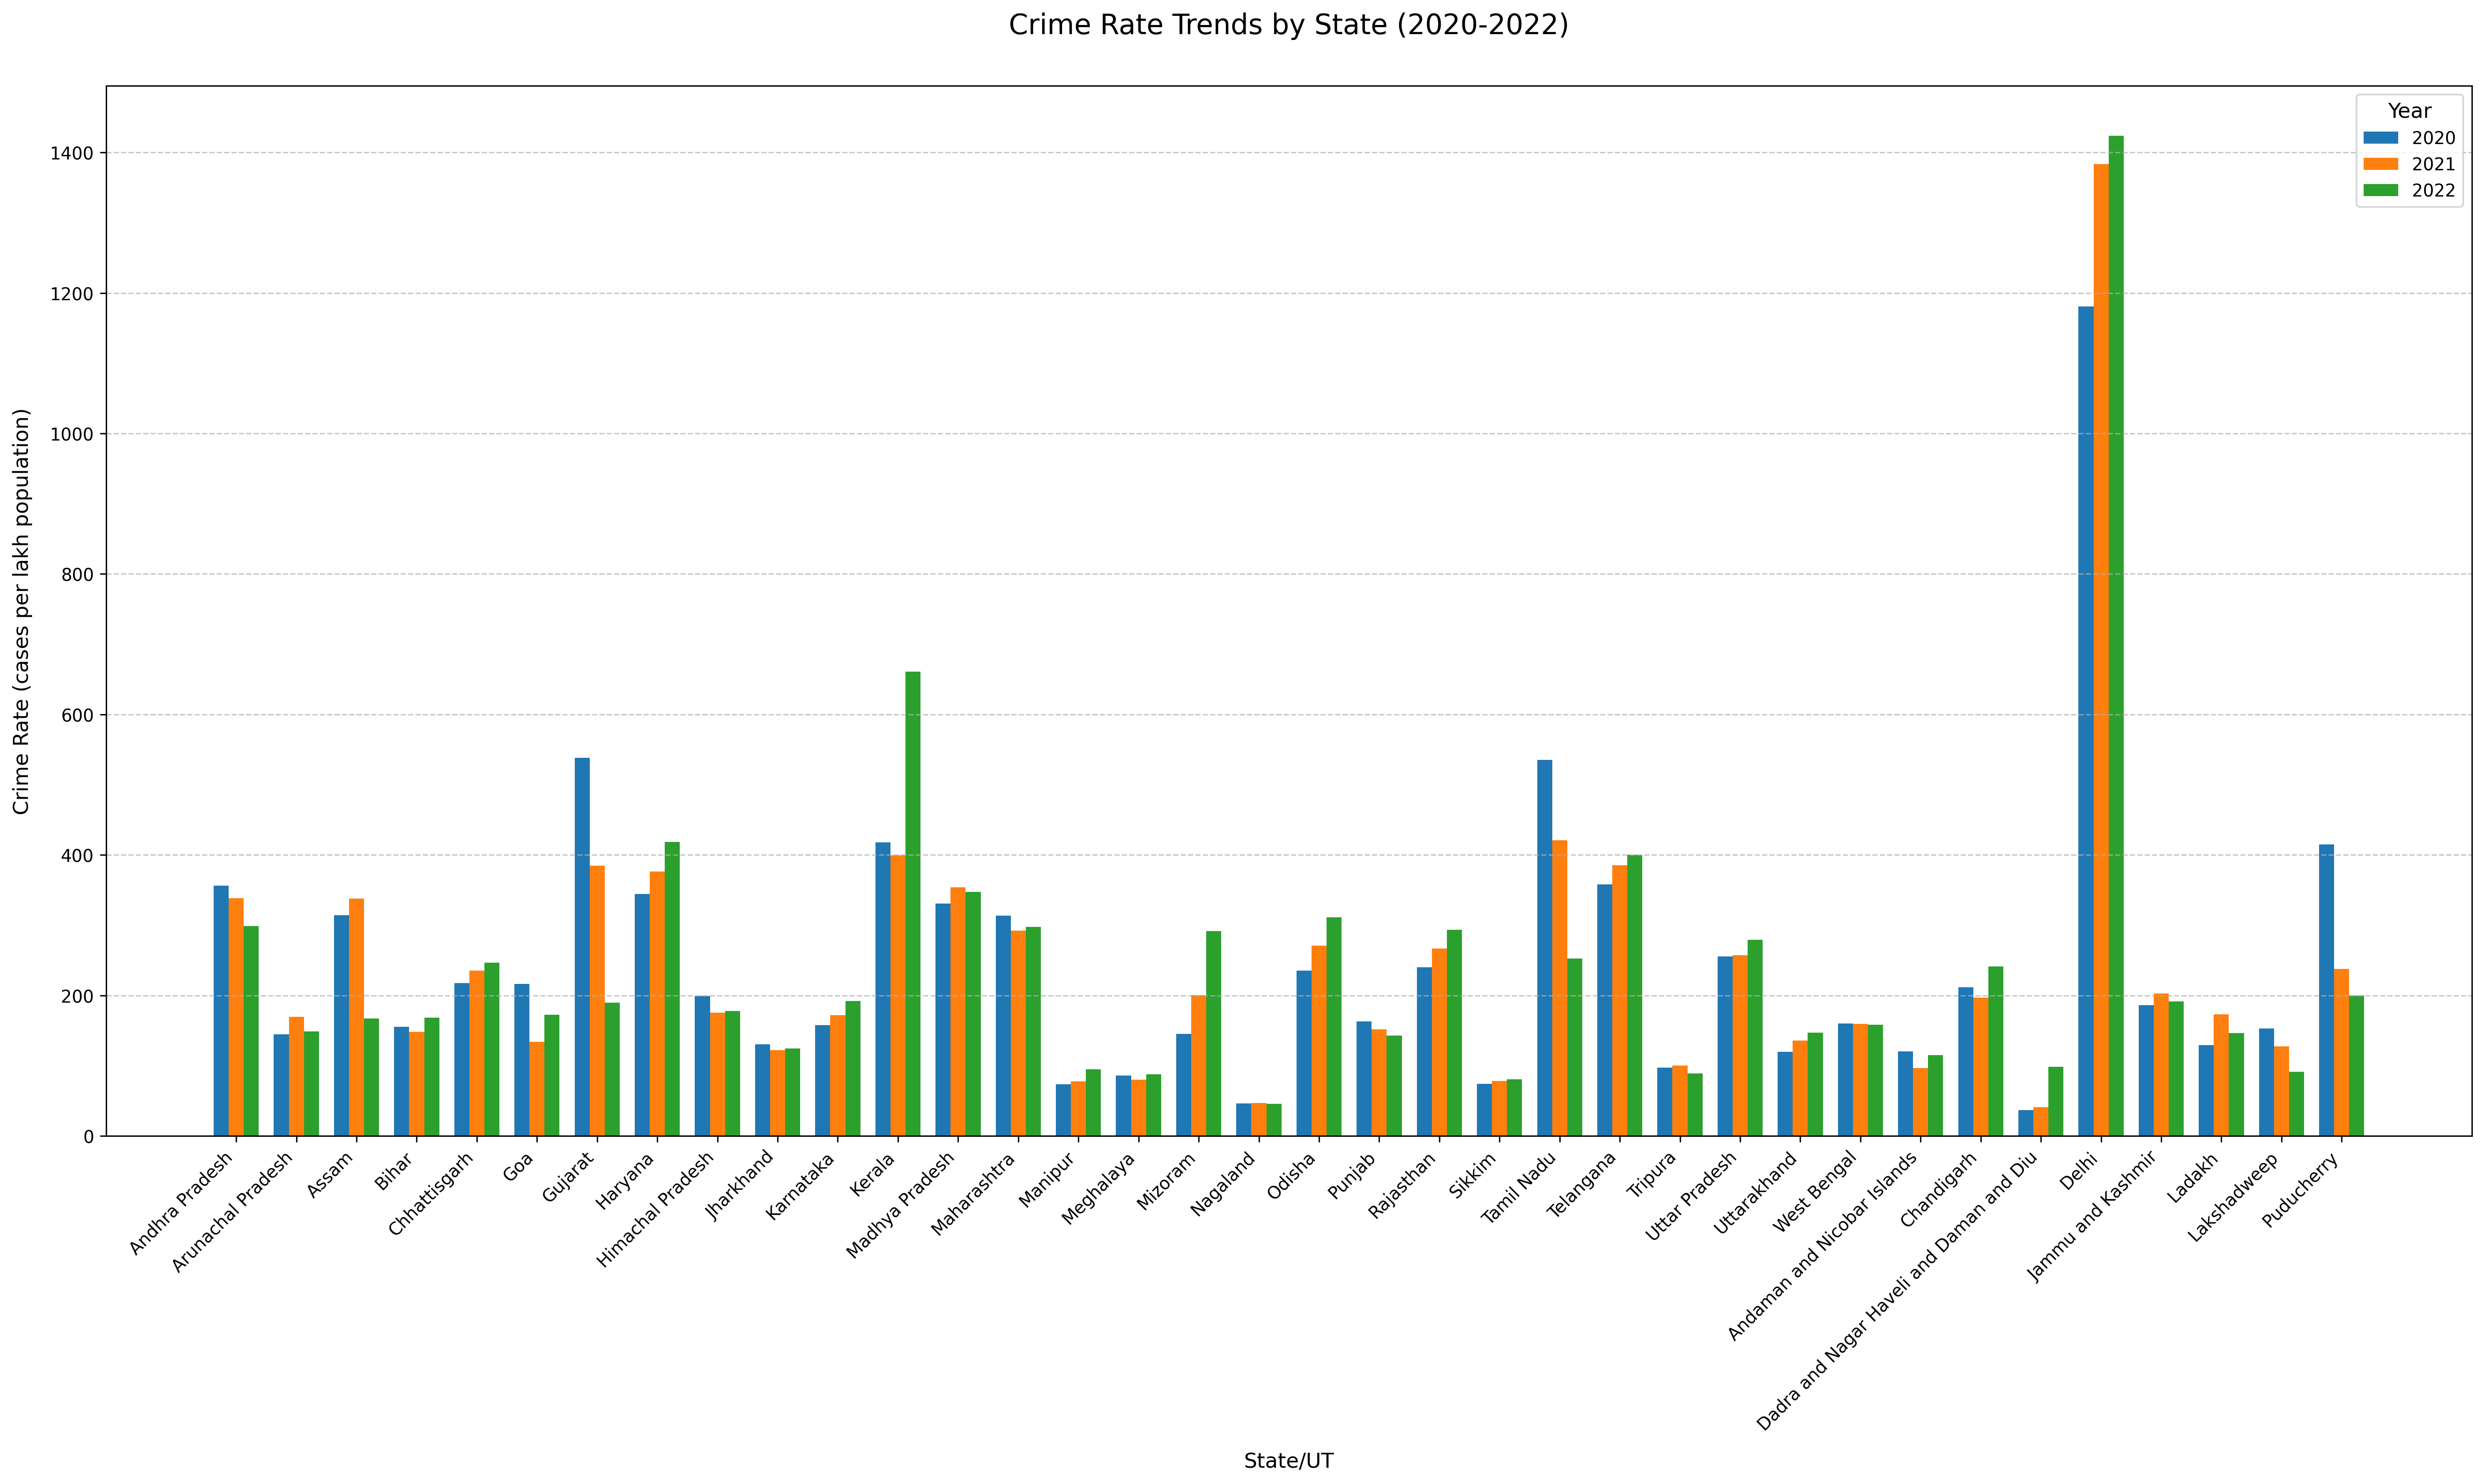 Crime Rate Trends by State (2020-2022)
Year
2020
2021
2022
Crime Rate (cases per lakh population)
1400
1200
1000
800
600
400
200
0
Andhra Pradesh
Arunachal Pradesh
Assam
Bihar
Chhattisgarh
Goa
Gujarat
Haryana
Himachal Pradesh
Jharkhand
Karnataka
Kerala
Madhya Pradesh
Maharashtra
Manipur
Meghalaya
Mizoram
Nagaland
Odisha
Punjab
Rajasthan
Sikkim
Tamil Nadu
Telangana
Tripura
Uttar Pradesh
Uttarakhand
West Bengal
Andaman and Nicobar Islands
Chandigarh
Dadra and Nagar Haveli and Daman and Diu
Delhi
Jammu and Kashmir
Ladakh
Lakshadweep
Puducherry
State/UT